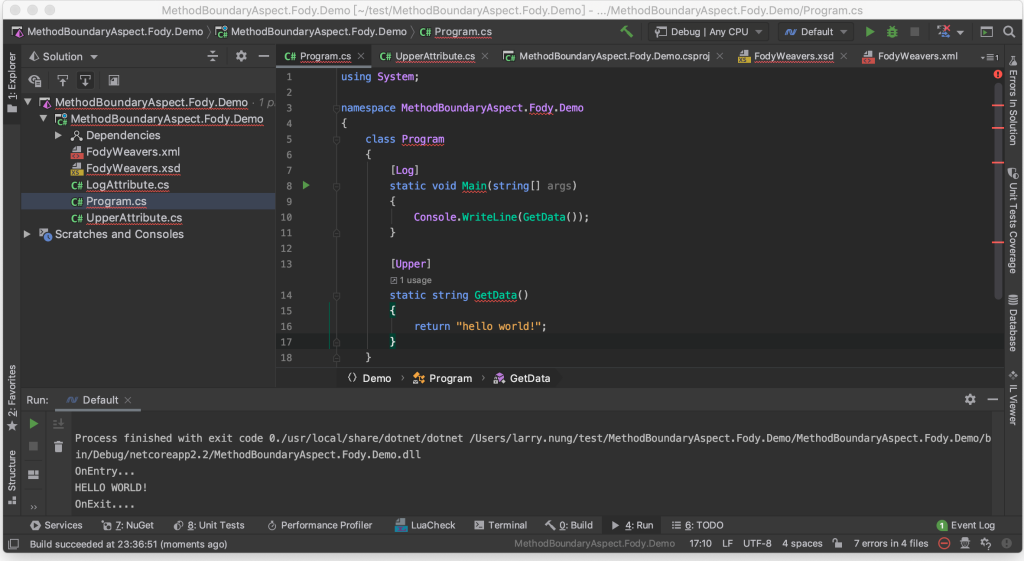 MethodBoundaryAspect.Fody.Demo [~/test/MethodBoundaryAspect.Fody.Demo] - .../MethodBoundaryAspect.Fody.Demo/Program.cs
MethodBoundaryAspect.Fody.Demo › MethodBoundaryAspect.Fody.Demo › C# Program.cs
Debug | Any CPU
Default
1: Explorer
Solution
C# Program.cs
C# UpperAttribute.cs
MethodBoundaryAspect.Fody.Demo.csproj
FodyWeavers.xsd
FodyWeavers.xml
MethodBoundaryAspect.Fody.Demo · 1 p
MethodBoundaryAspect.Fody.Demo
Dependencies
FodyWeavers.xml
FodyWeavers.xsd
C# LogAttribute.cs
C# Program.cs
C# UpperAttribute.cs
Scratches and Consoles
1 using System;
2
3 namespace MethodBoundaryAspect.Fody.Demo
4 {
5 class Program
6 {
7 [Log]
8 static void Main(string[] args)
9 {
10 Console.WriteLine(GetData());
11 }
12
13 [Upper]
1 usage
14 static string GetData()
15 {
16 return "hello world!";
17 }
18 }
Demo › Program › GetData
Errors In Solution
Unit Tests Coverage
Database
IL Viewer
2: Favorites
Structure
Run: Default
Process finished with exit code 0./usr/local/share/dotnet/dotnet /Users/larry.nung/test/MethodBoundaryAspect.Fody.Demo/MethodBoundaryAspect.Fody.Demo/b
in/Debug/netcoreapp2.2/MethodBoundaryAspect.Fody.Demo.dll
OnEntry...
HELLO WORLD!
OnExit....
Services
7: NuGet
8: Unit Tests
Performance Profiler
LuaCheck
Terminal
0: Build
4: Run
6: TODO
1 Event Log
Build succeeded at 23:36:51 (moments ago)
MethodBoundaryAspect.Fody.Demo
17:10
LF
UTF-8
4 spaces
7 errors in 4 files